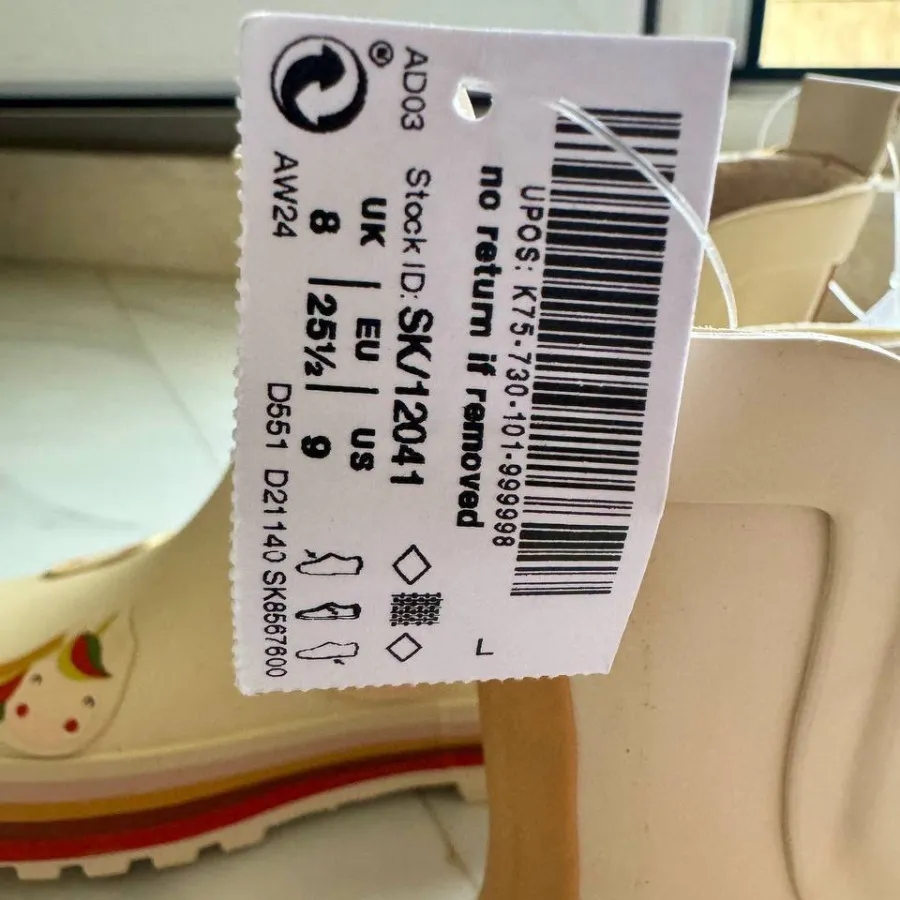 UPOS: K75-730-101-999998
no return if removed
AD03 Stock ID: SK/12041
UK | EU | US
8 | 25½ | 9
®
AW24 D551 D21140 SK8567600